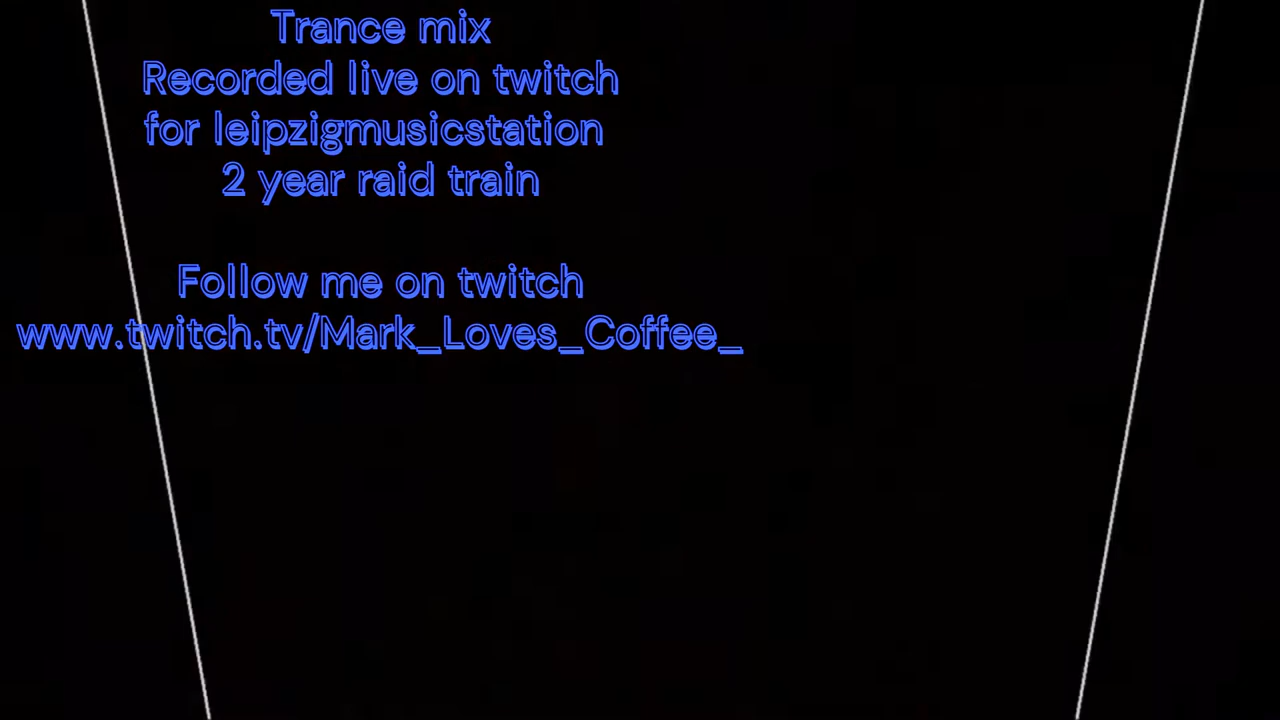 Trance mix
Recorded live on twitch
for leipzigmusicstation
2 year raid train
Follow me on twitch
www.twitch.tv/Mark_Loves_Coffee_